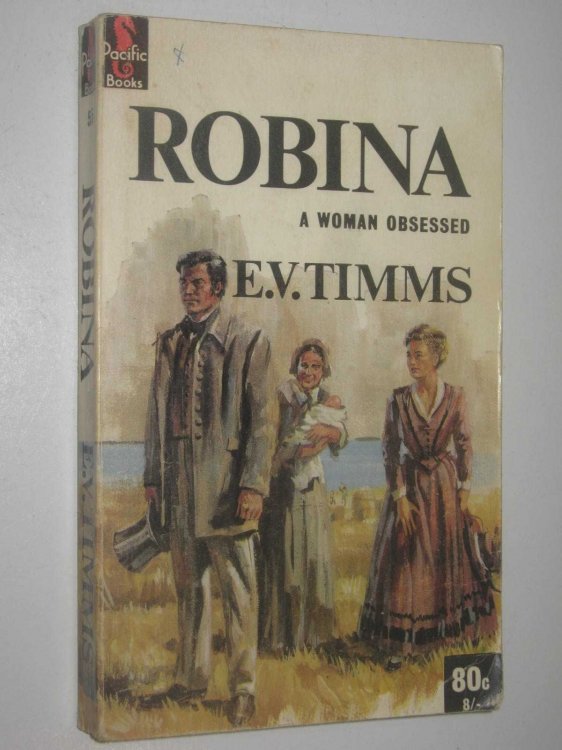 Pacific
Books
ROBINA
A WOMAN OBSESSED
E.V.TIMMS
80c
8/-
ROBINA
E.V.TIMMS